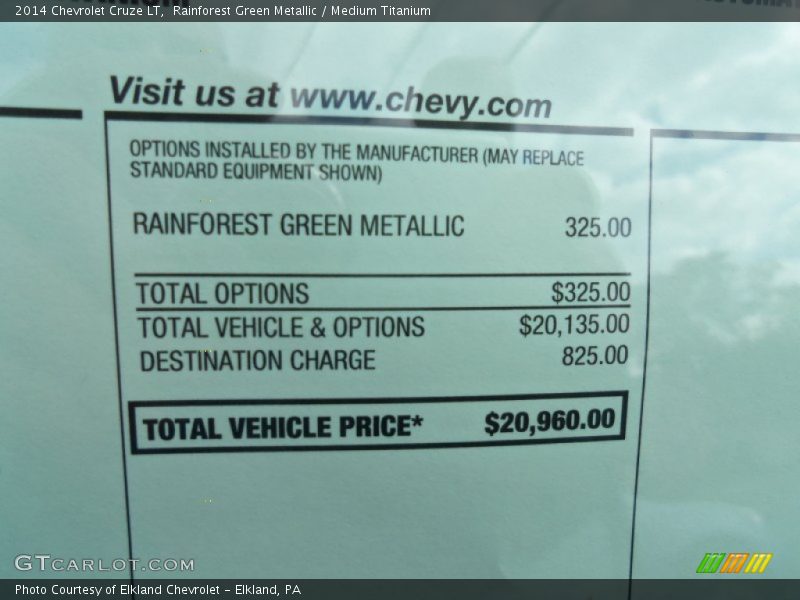 2014 Chevrolet Cruze LT,  Rainforest Green Metallic / Medium Titanium
Visit us at www.chevy.com
OPTIONS INSTALLED BY THE MANUFACTURER (MAY REPLACE
STANDARD EQUIPMENT SHOWN)
RAINFOREST GREEN METALLIC 325.00
TOTAL OPTIONS $325.00
TOTAL VEHICLE & OPTIONS $20,135.00
DESTINATION CHARGE 825.00
TOTAL VEHICLE PRICE* $20,960.00
GTCARLOT.COM
Photo Courtesy of Elkland Chevrolet – Elkland, PA